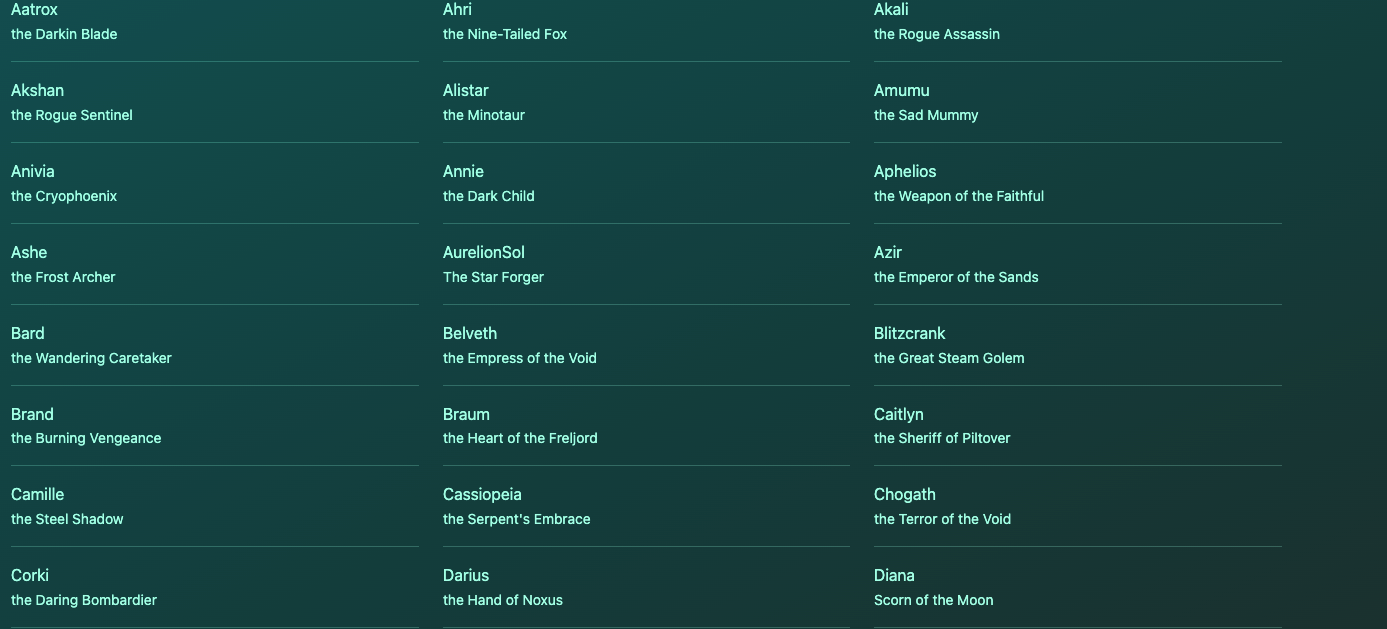 Aatrox
the Darkin Blade
Ahri
the Nine-Tailed Fox
Akali
the Rogue Assassin
Akshan
the Rogue Sentinel
Alistar
the Minotaur
Amumu
the Sad Mummy
Anivia
the Cryophoenix
Annie
the Dark Child
Aphelios
the Weapon of the Faithful
Ashe
the Frost Archer
AurelionSol
The Star Forger
Azir
the Emperor of the Sands
Bard
the Wandering Caretaker
Belveth
the Empress of the Void
Blitzcrank
the Great Steam Golem
Brand
the Burning Vengeance
Braum
the Heart of the Freljord
Caitlyn
the Sheriff of Piltover
Camille
the Steel Shadow
Cassiopeia
the Serpent's Embrace
Chogath
the Terror of the Void
Corki
the Daring Bombardier
Darius
the Hand of Noxus
Diana
Scorn of the Moon